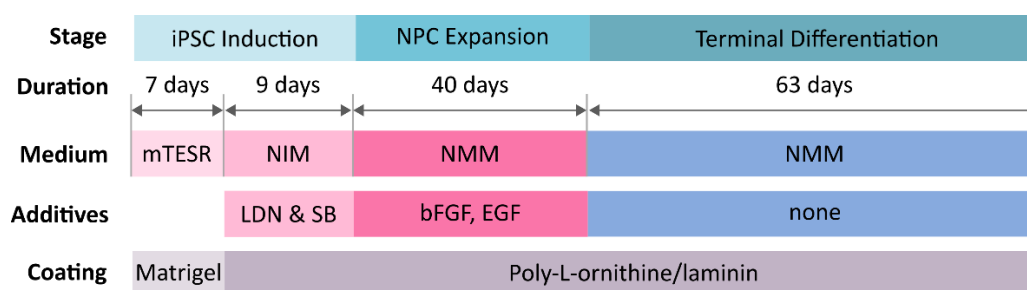 Stage iPSC Induction NPC Expansion Terminal Differentiation
Duration 7 days 9 days 40 days 63 days
Medium mTESR NIM NMM NMM
Additives LDN & SB bFGF, EGF none
Coating Matrigel Poly-L-ornithine/laminin